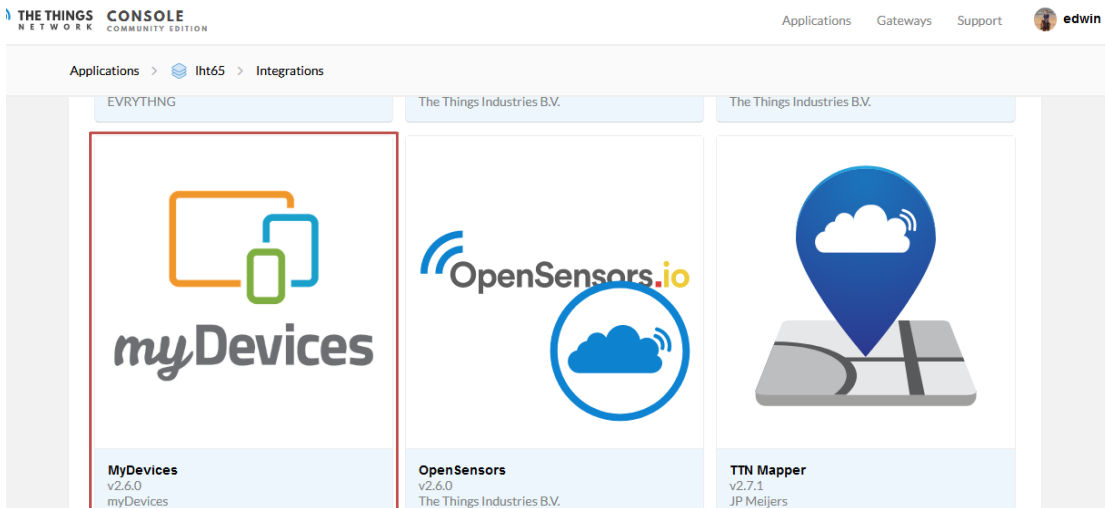 THE THINGS NETWORK CONSOLE COMMUNITY EDITION
Applications Gateways Support edwin
Applications > lht65 > Integrations
EVRYTHNG
The Things Industries B.V.
The Things Industries B.V.
myDevices
OpenSensors.io
MyDevices
v2.6.0
myDevices
OpenSensors
v2.6.0
The Things Industries B.V.
TTN Mapper
v2.7.1
JP Meijers